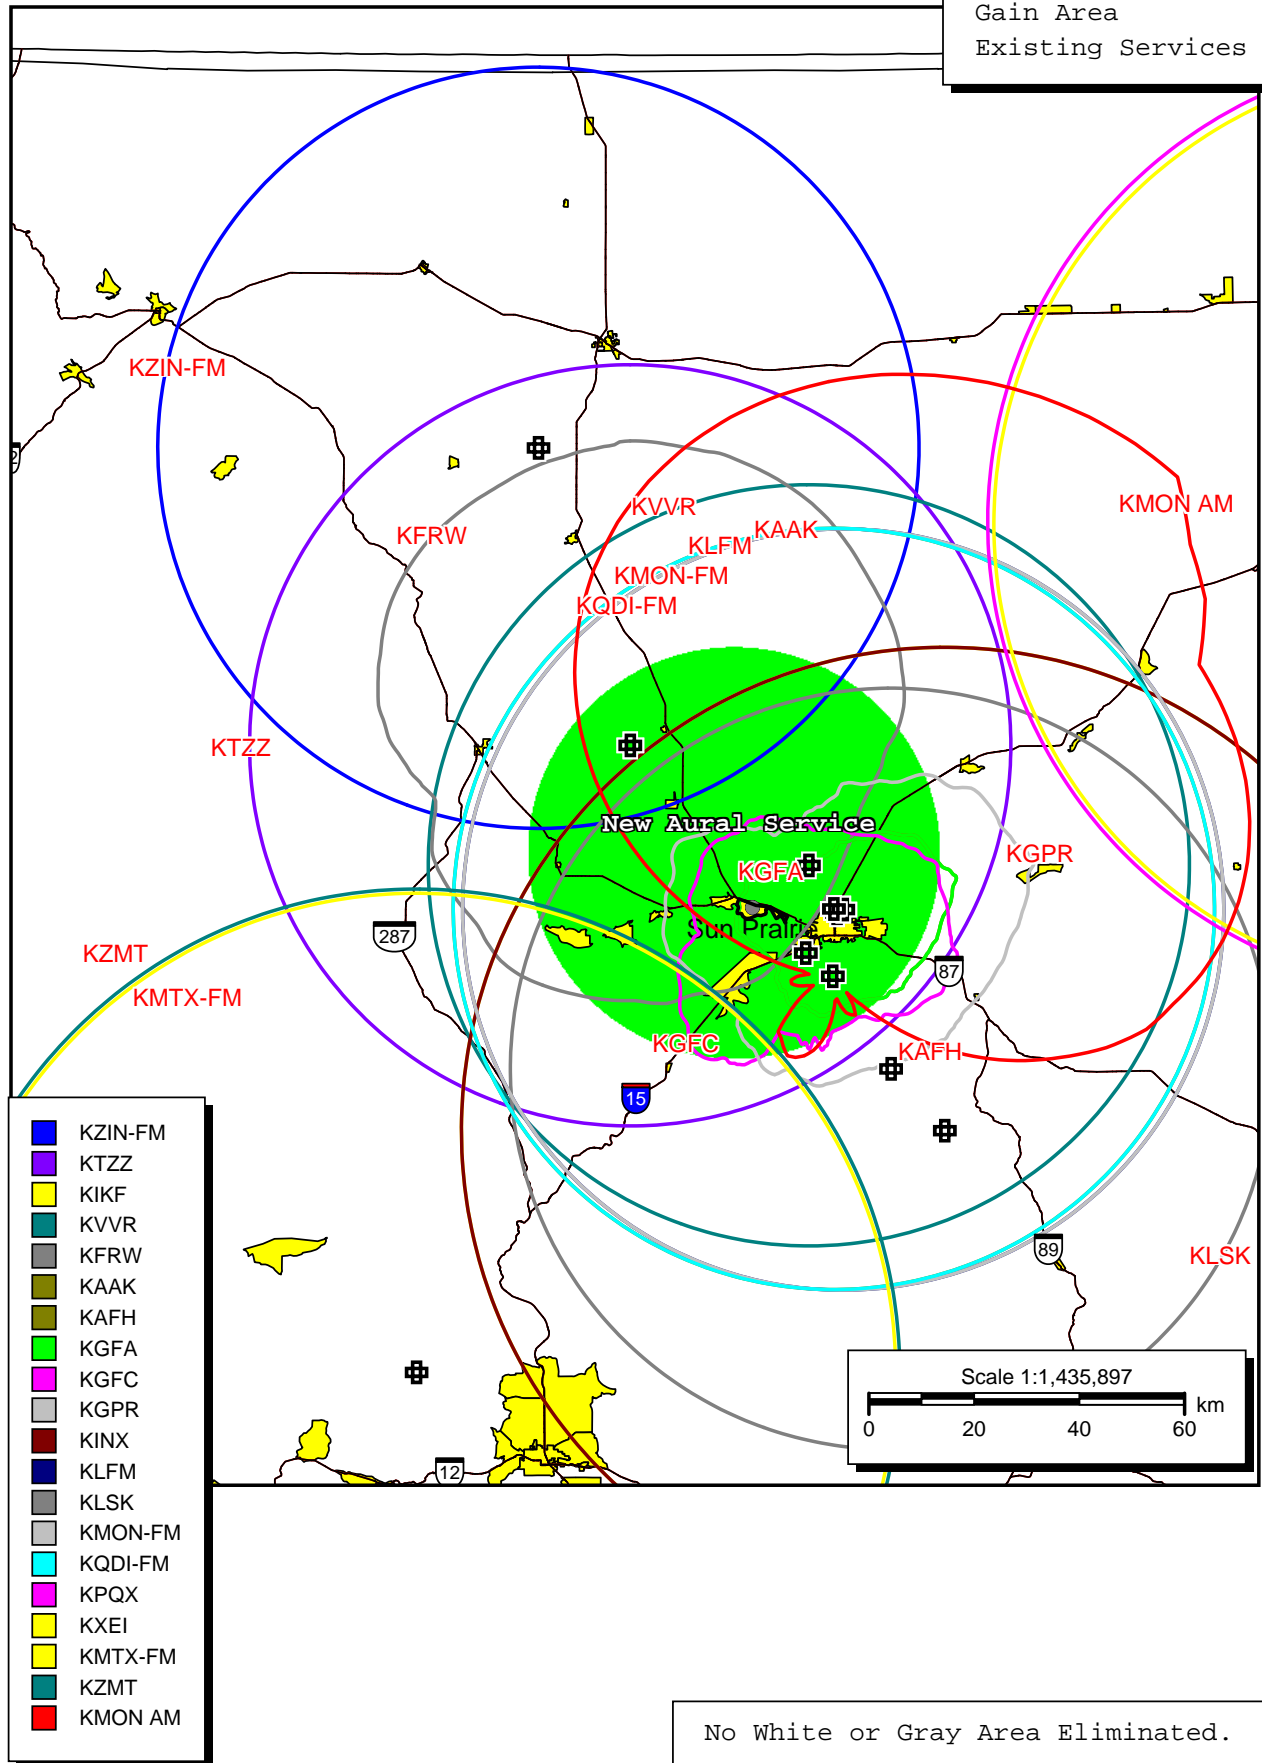 Gain Area
Existing Services
KZIN-FM
2
KVVR
KMON AM
KFRW
KAAK
KLFM
KMON-FM
KQDI-FM
KTZZ
New Aural Service
KGPR
KGFA
Sun Prairi
287
KZMT
87
KMTX-FM
KGFC
KAFH
15
89
KLSK
12
Scale 1:1,435,897
km
0 20 40 60
KZIN-FM
KTZZ
KIKF
KVVR
KFRW
KAAK
KAFH
KGFA
KGFC
KGPR
KINX
KLFM
KLSK
KMON-FM
KQDI-FM
KPQX
KXEI
KMTX-FM
KZMT
KMON AM
No White or Gray Area Eliminated.